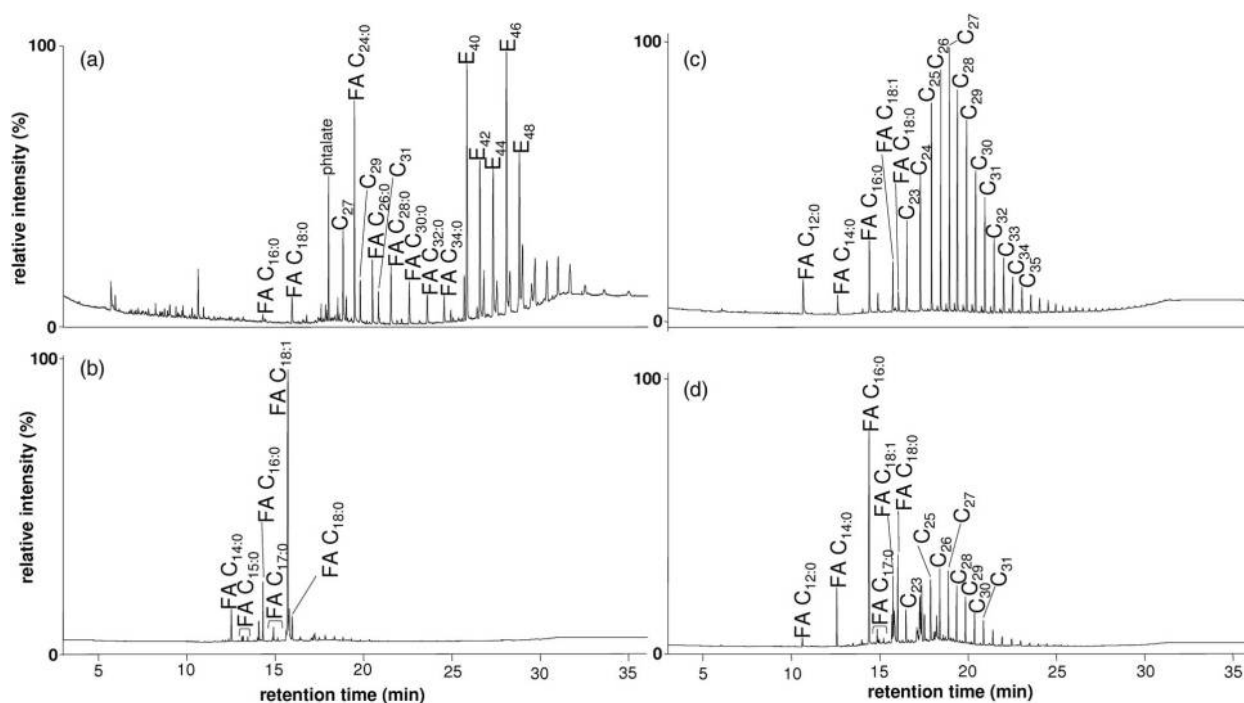 (a)
100
relative intensity (%)
0
FA C16:0
FA C18:0
phtalate
C27
FA C24:0
C29
FA C26:0
C31
FA C28:0
FA C30:0
FA C32:0
FA C34:0
E40
E42
E44
E46
E48
(b)
100
relative intensity (%)
0
FA C14:0
FA C15:0
FA C16:0
FA C17:0
FA C18:1
FA C18:0
5
10
15
20
25
30
35
retention time (min)
(c)
100
0
FA C12:0
FA C14:0
FA C16:0
FA C18:1
FA C18:0
C23
C24
C25
C26
C27
C28
C29
C30
C31
C32
C33
C34
C35
(d)
100
0
FA C12:0
FA C14:0
FA C16:0
FA C17:0
FA C18:1
FA C18:0
C23
C25
C26
C27
C28
C29
C30
C31
5
10
15
20
25
30
35
retention time (min)